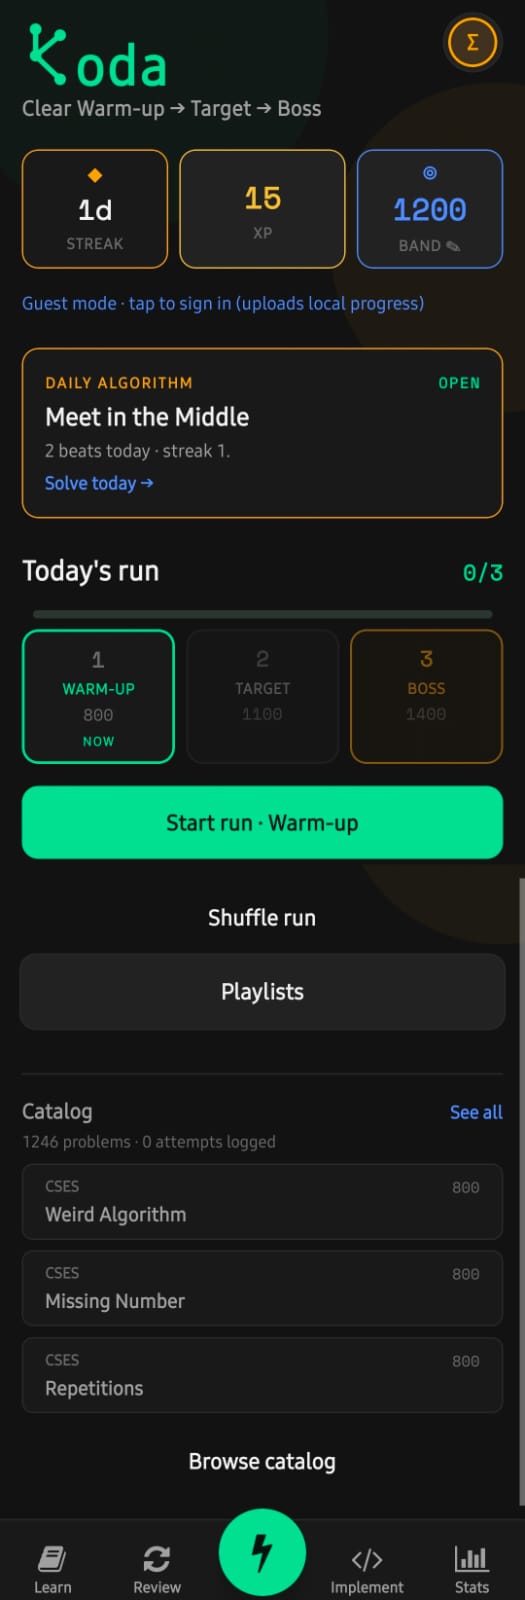 Koda
Σ
Clear Warm-up → Target → Boss
1d
STREAK
15
XP
1200
BAND ✎
Guest mode · tap to sign in (uploads local progress)
DAILY ALGORITHM
OPEN
Meet in the Middle
2 beats today · streak 1.
Solve today →
Today's run
0/3
1
WARM-UP
800
NOW
2
TARGET
1100
3
BOSS
1400
Start run · Warm-up
Shuffle run
Playlists
Catalog
See all
1246 problems · 0 attempts logged
CSES
800
Weird Algorithm
CSES
800
Missing Number
CSES
800
Repetitions
Browse catalog
Learn
Review
Implement
Stats